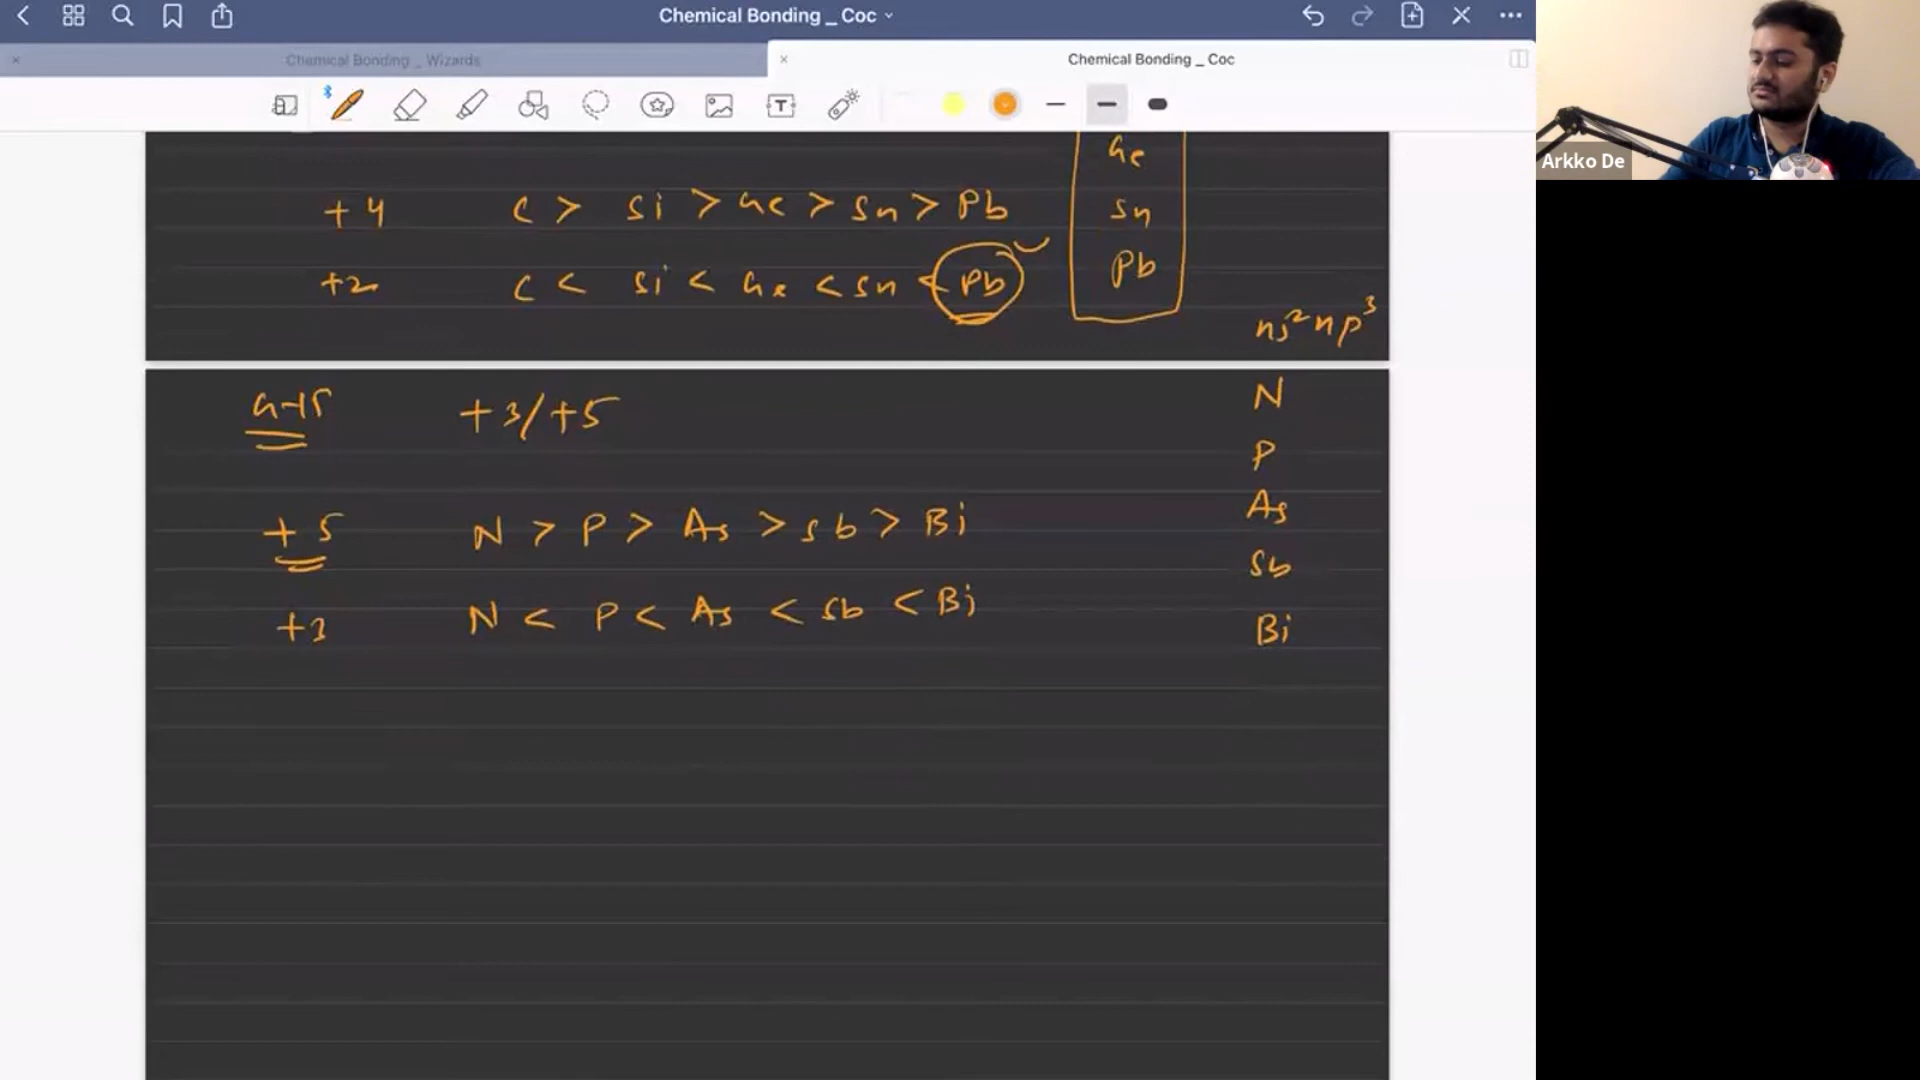 Chemical Bonding _ Coc
Chemical Bonding _ Wizards
Chemical Bonding _ Coc
Arkko De
Ge
+4 C > Si > Ge > Sn > Pb
Sn
+2 C < Si < Ge < Sn < Pb
Pb
ns² np³
G-15 +3/+5
N
P
As
+5 N > P > As > Sb > Bi
Sb
+3 N < P < As < Sb < Bi
Bi